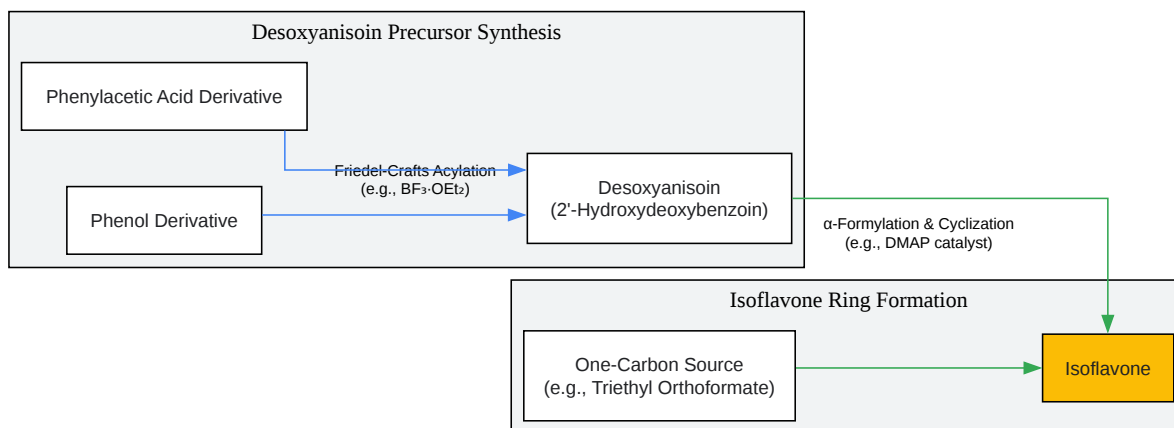 Desoxyanisoin Precursor Synthesis
Phenylacetic Acid Derivative
Friedel-Crafts Acylation
(e.g., BF₃·OEt₂)
Phenol Derivative
Desoxyanisoin
(2'-Hydroxydeoxybenzoin)
α-Formylation & Cyclization
(e.g., DMAP catalyst)
Isoflavone Ring Formation
One-Carbon Source
(e.g., Triethyl Orthoformate)
Isoflavone